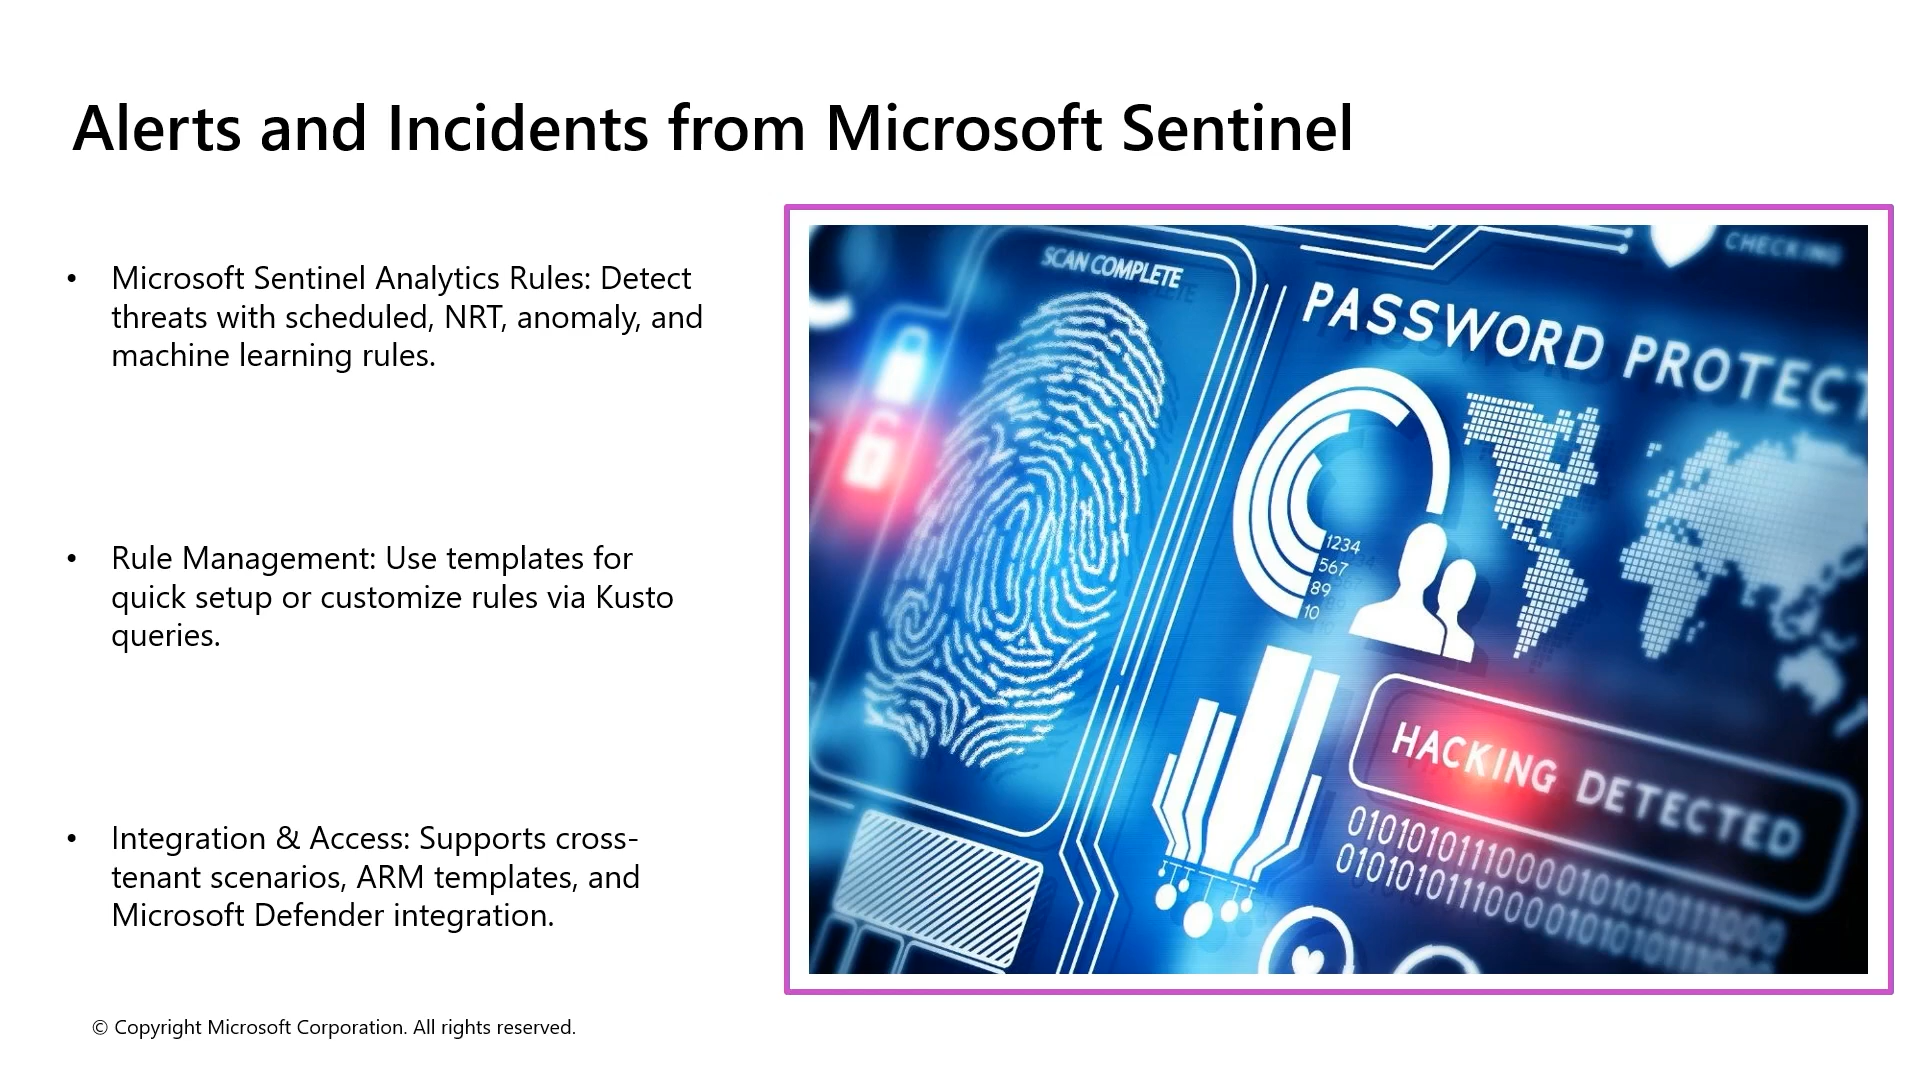 Alerts and Incidents from Microsoft Sentinel
• Microsoft Sentinel Analytics Rules: Detect
threats with scheduled, NRT, anomaly, and
machine learning rules.
• Rule Management: Use templates for
quick setup or customize rules via Kusto
queries.
• Integration & Access: Supports cross-
tenant scenarios, ARM templates, and
Microsoft Defender integration.
SCAN COMPLETE
CHECKING
PASSWORD PROTECT
1234
567
89
10
HACKING DETECTED
0101010111000010101010111000
© Copyright Microsoft Corporation. All rights reserved.